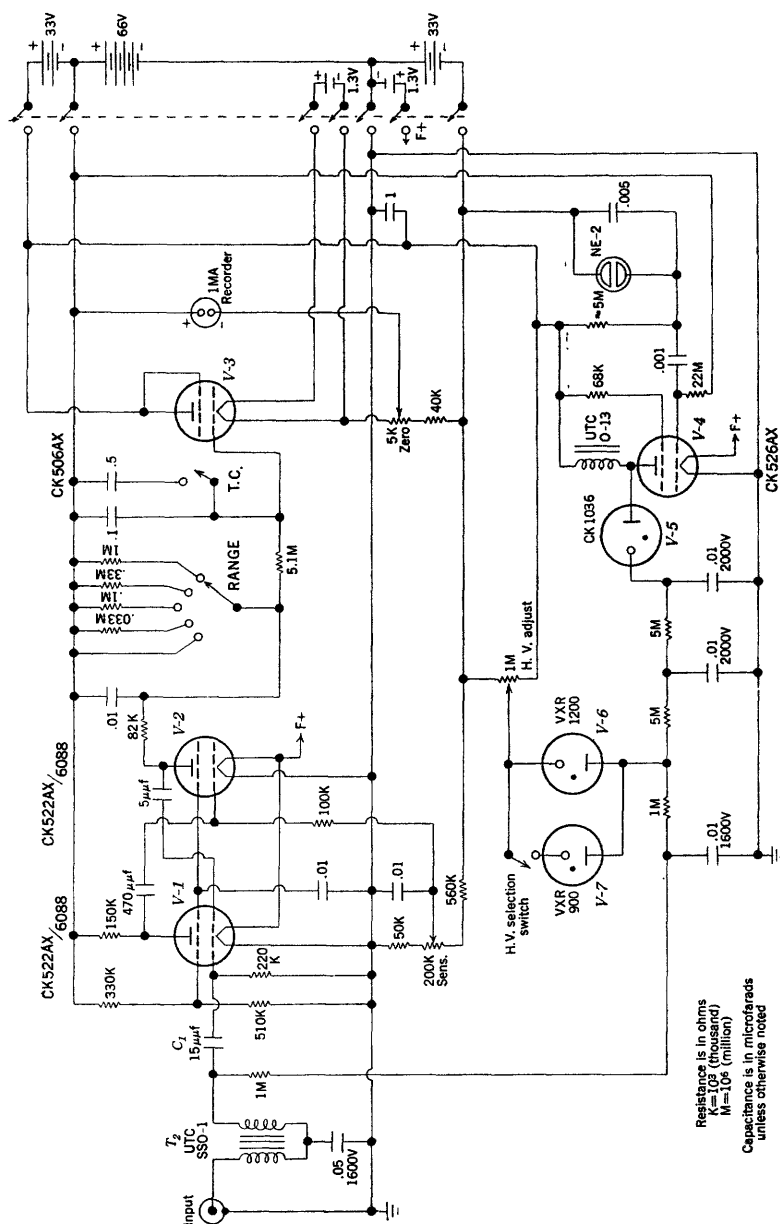 33V
+
-
66V
+
-
+
1.3V
-
-
1.3V
+
33V
+
-
F+
1
1MA
Recorder
+
-
V-3
CK506AX
.5
T.C.
.1
1M
.33M
.1M
.033M
RANGE
5.1M
5K
Zero
40K
.01
82K
V-2
CK522AX/6088
5μμf
F+
100K
470μμf
V-1
CK522AX/6088
150K
330K
.01
.01
560K
50K
200K
Sens.
220
K
510K
C1
15μμf
1M
T2
UTC
SSO-1
.05
1600V
Input
NE-2
.005
≈5M
.001
68K
22M
UTC
O-13
V-4
F+
CK526AX
CK1036
V-5
1M
H.V. adjust
5M
.01
2000V
5M
.01
2000V
VXR
1200
V-6
1M
.01
1600V
VXR
900
V-7
H.V. selection
switch
Resistance is in ohms
K=10³ (thousand)
M=10⁶ (million)
Capacitance is in microfarads
unless otherwise noted